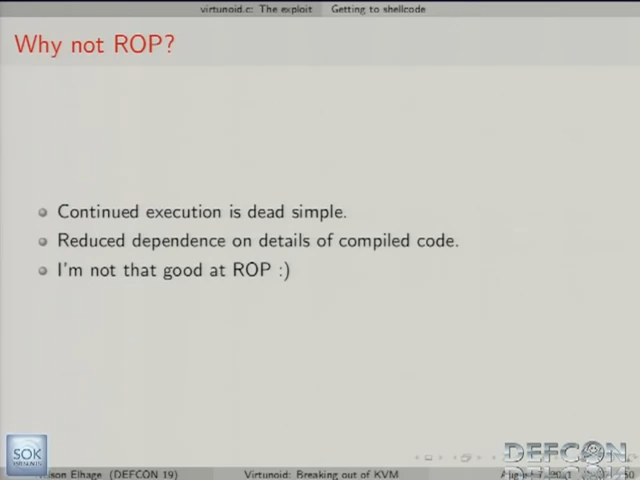 virtunoid.c: The exploit Getting to shellcode
Why not ROP?
Continued execution is dead simple.
Reduced dependence on details of compiled code.
I'm not that good at ROP :)
SOK
DEFCON
Elhage (DEFCON 19) Virtunoid: Breaking out of KVM